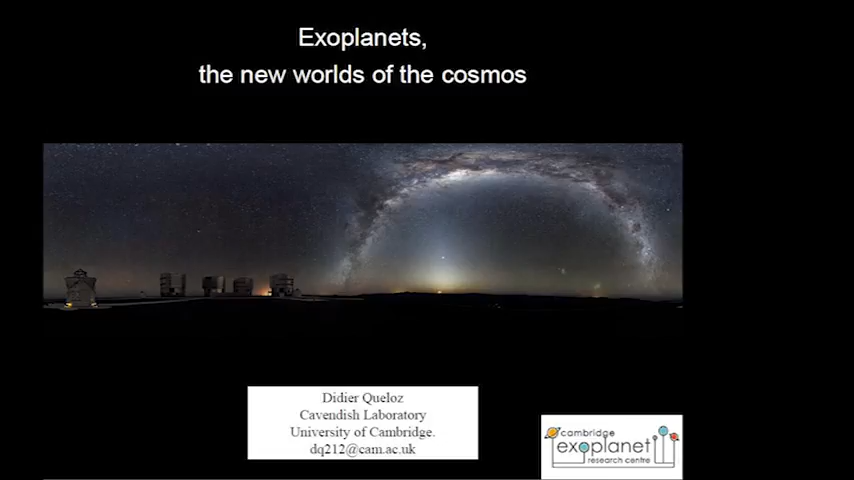 Exoplanets,
the new worlds of the cosmos
Didier Queloz
Cavendish Laboratory
University of Cambridge.
dq212@cam.ac.uk
cambridge
exoplanet
research centre